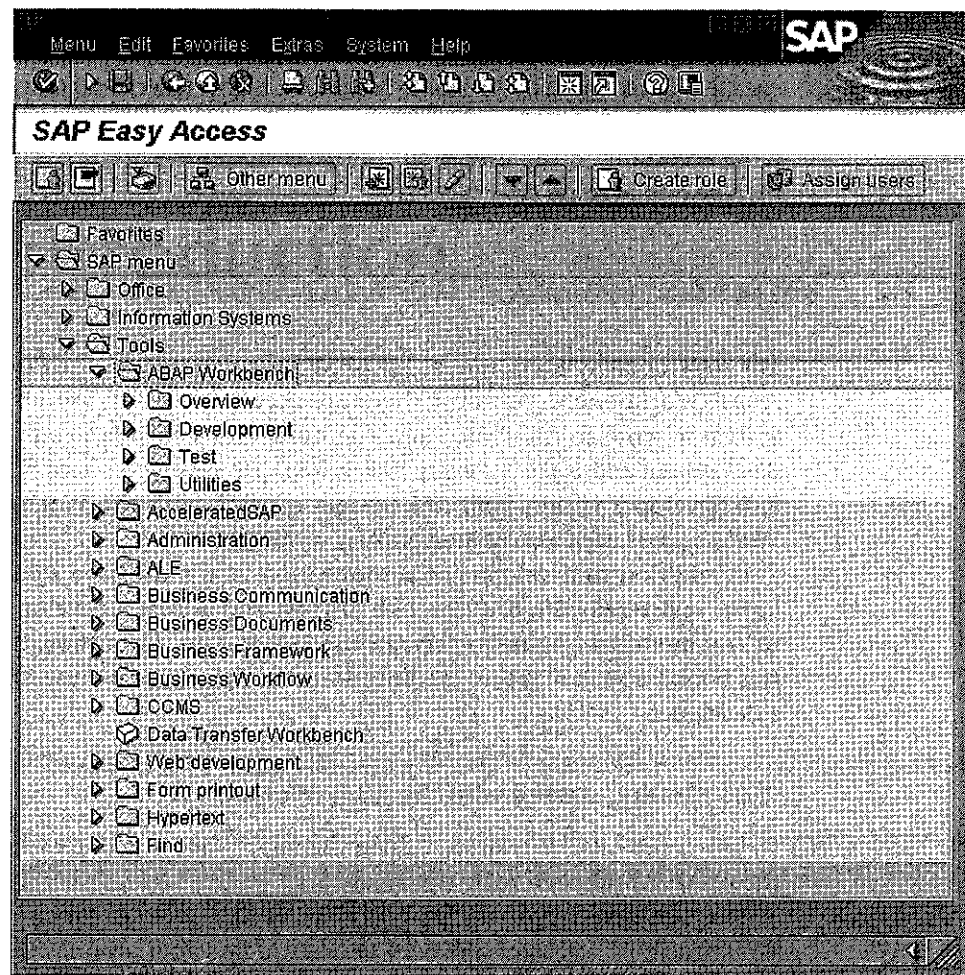 Menu Edit Favorites Extras System Help
SAP
SAP Easy Access
Other menu Create role Assign users
Favorites
SAP menu
Office
Information Systems
Tools
ABAP Workbench
Overview
Development
Test
Utilities
AcceleratedSAP
Administration
ALE
Business Communication
Business Documents
Business Framework
Business Workflow
CCMS
Data Transfer Workbench
Web development
Form printout
Hypertext
Find